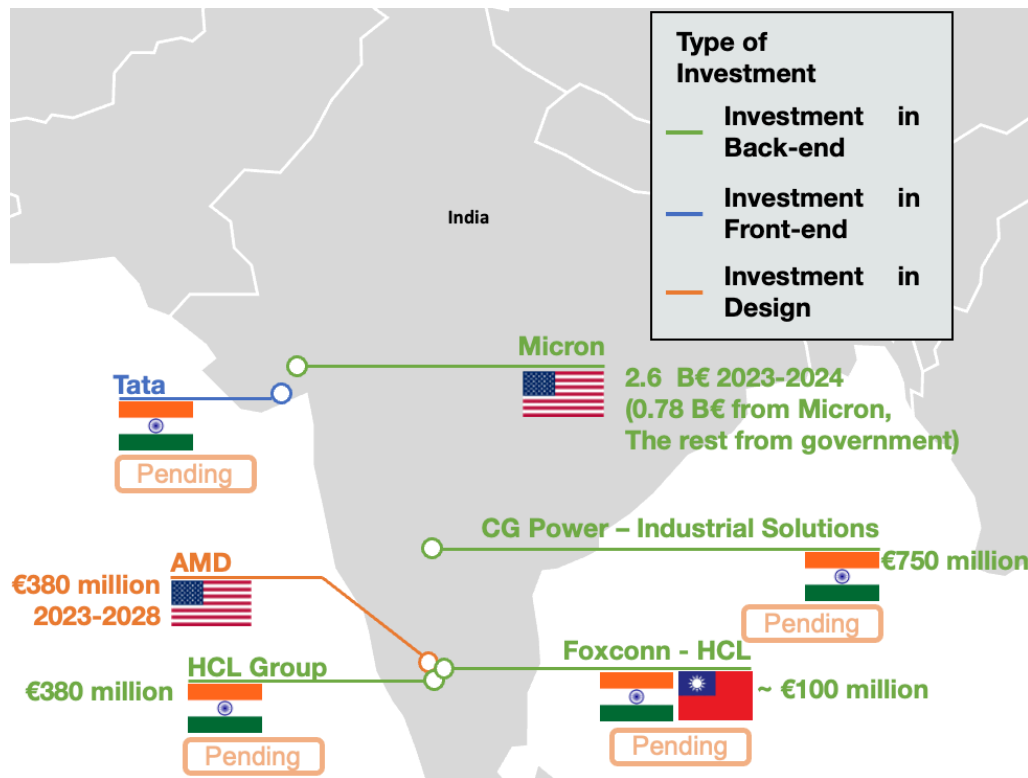 Type of
Investment
Investment in
Back-end
Investment in
Front-end
Investment in
Design
India
Micron
2.6 B€ 2023-2024
(0.78 B€ from Micron,
The rest from government)
Tata
Pending
CG Power – Industrial Solutions
€750 million
Pending
AMD
€380 million
2023-2028
HCL Group
€380 million
Pending
Foxconn - HCL
~ €100 million
Pending